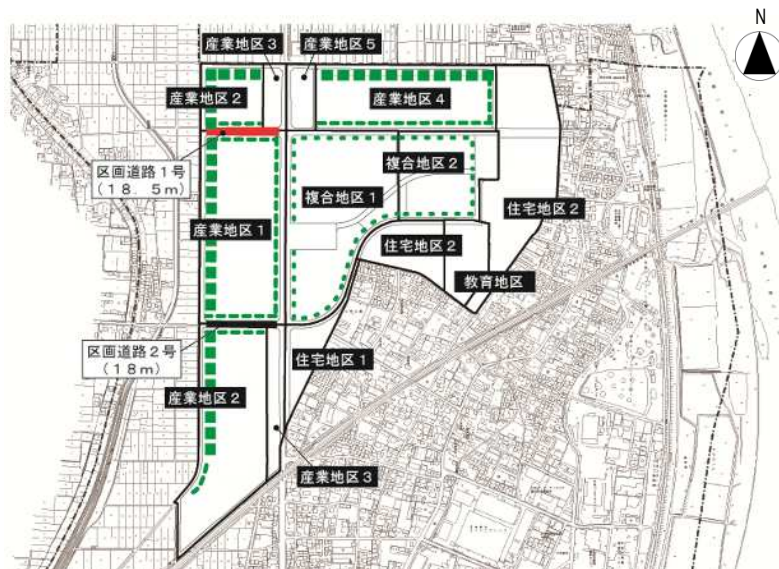 N
産業地区3
産業地区5
産業地区2
産業地区4
区画道路1号
(18.5m)
複合地区2
複合地区1
住宅地区2
産業地区1
住宅地区2
教育地区
区画道路2号
(18m)
住宅地区1
産業地区2
産業地区3